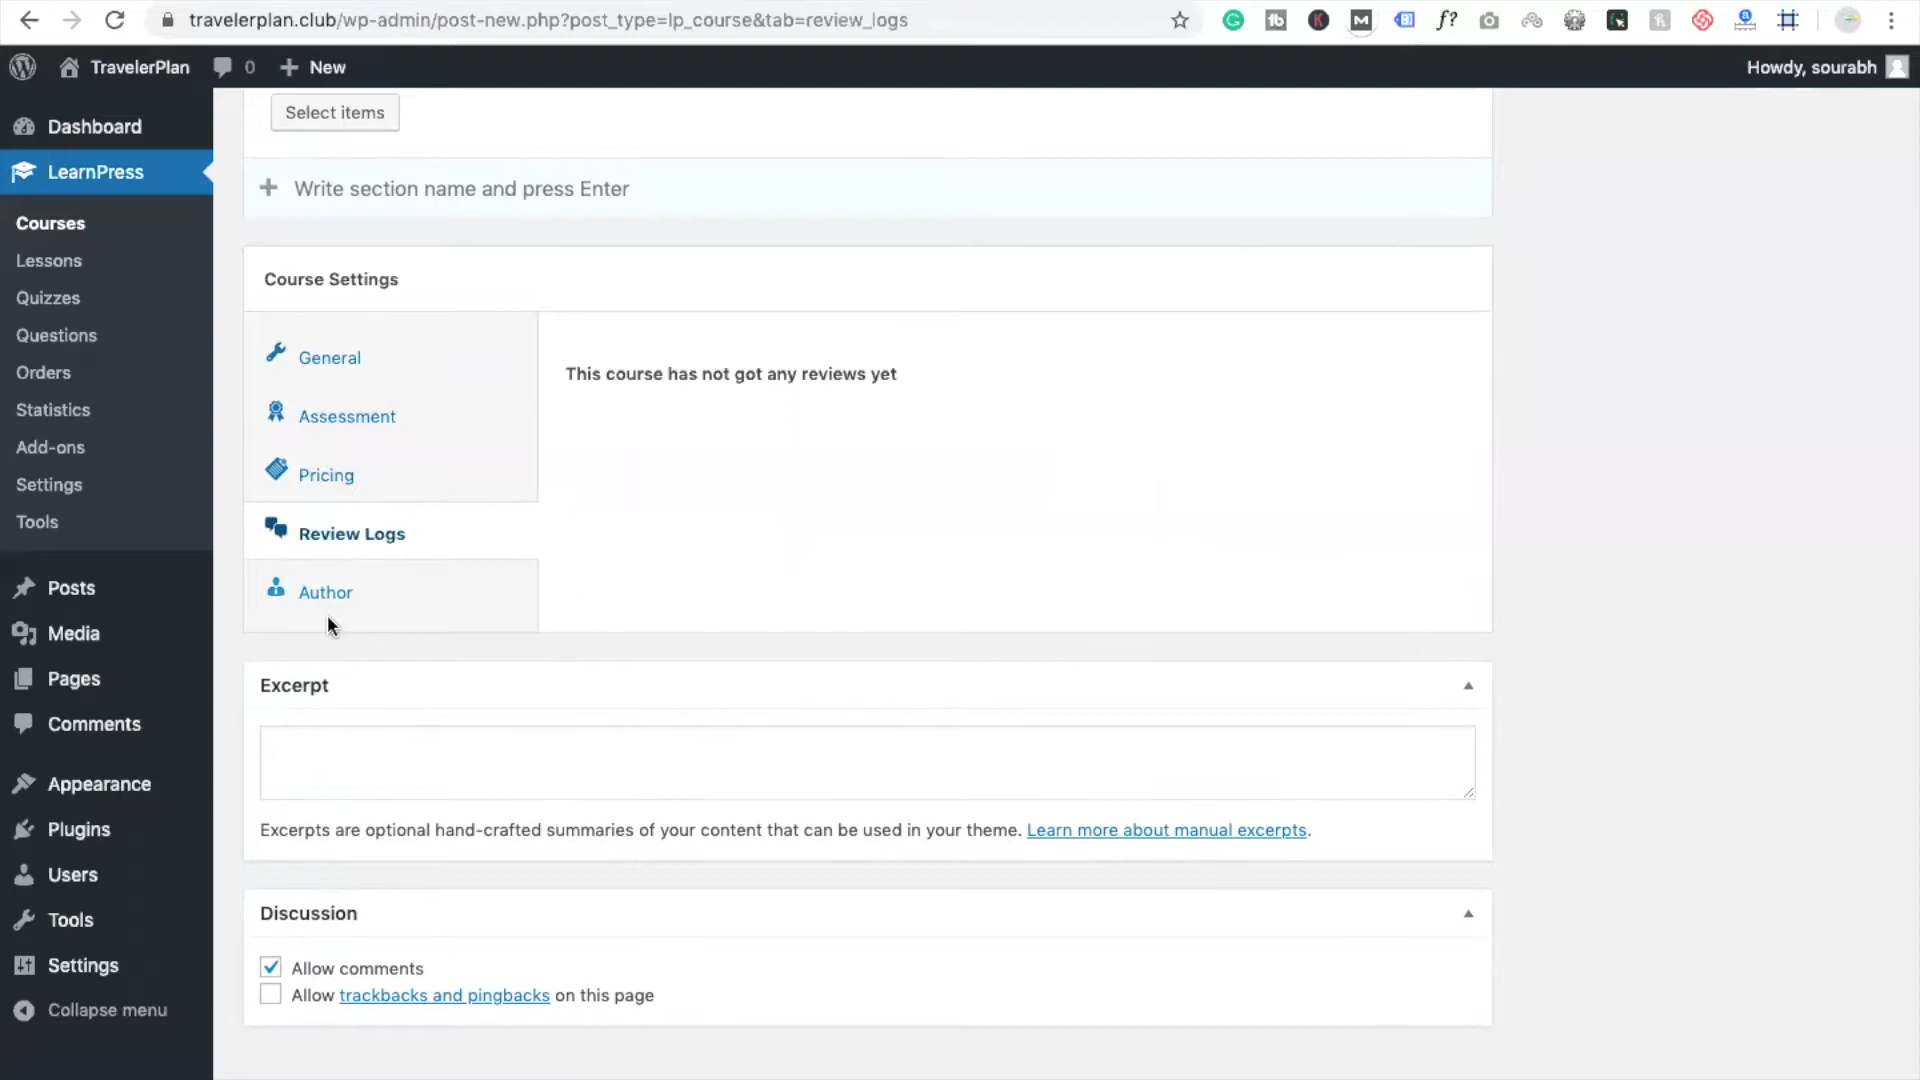 travelerplan.club/wp-admin/post-new.php?post_type=lp_course&tab=review_logs
TravelerPlan
0
New
Howdy, sourabh
Dashboard
LearnPress
Courses
Lessons
Quizzes
Questions
Orders
Statistics
Add-ons
Settings
Tools
Posts
Media
Pages
Comments
Appearance
Plugins
Users
Tools
Settings
Collapse menu
Select items
Write section name and press Enter
Course Settings
General
Assessment
Pricing
Review Logs
Author
This course has not got any reviews yet
Excerpt
Excerpts are optional hand-crafted summaries of your content that can be used in your theme. Learn more about manual excerpts.
Discussion
Allow comments
Allow trackbacks and pingbacks on this page